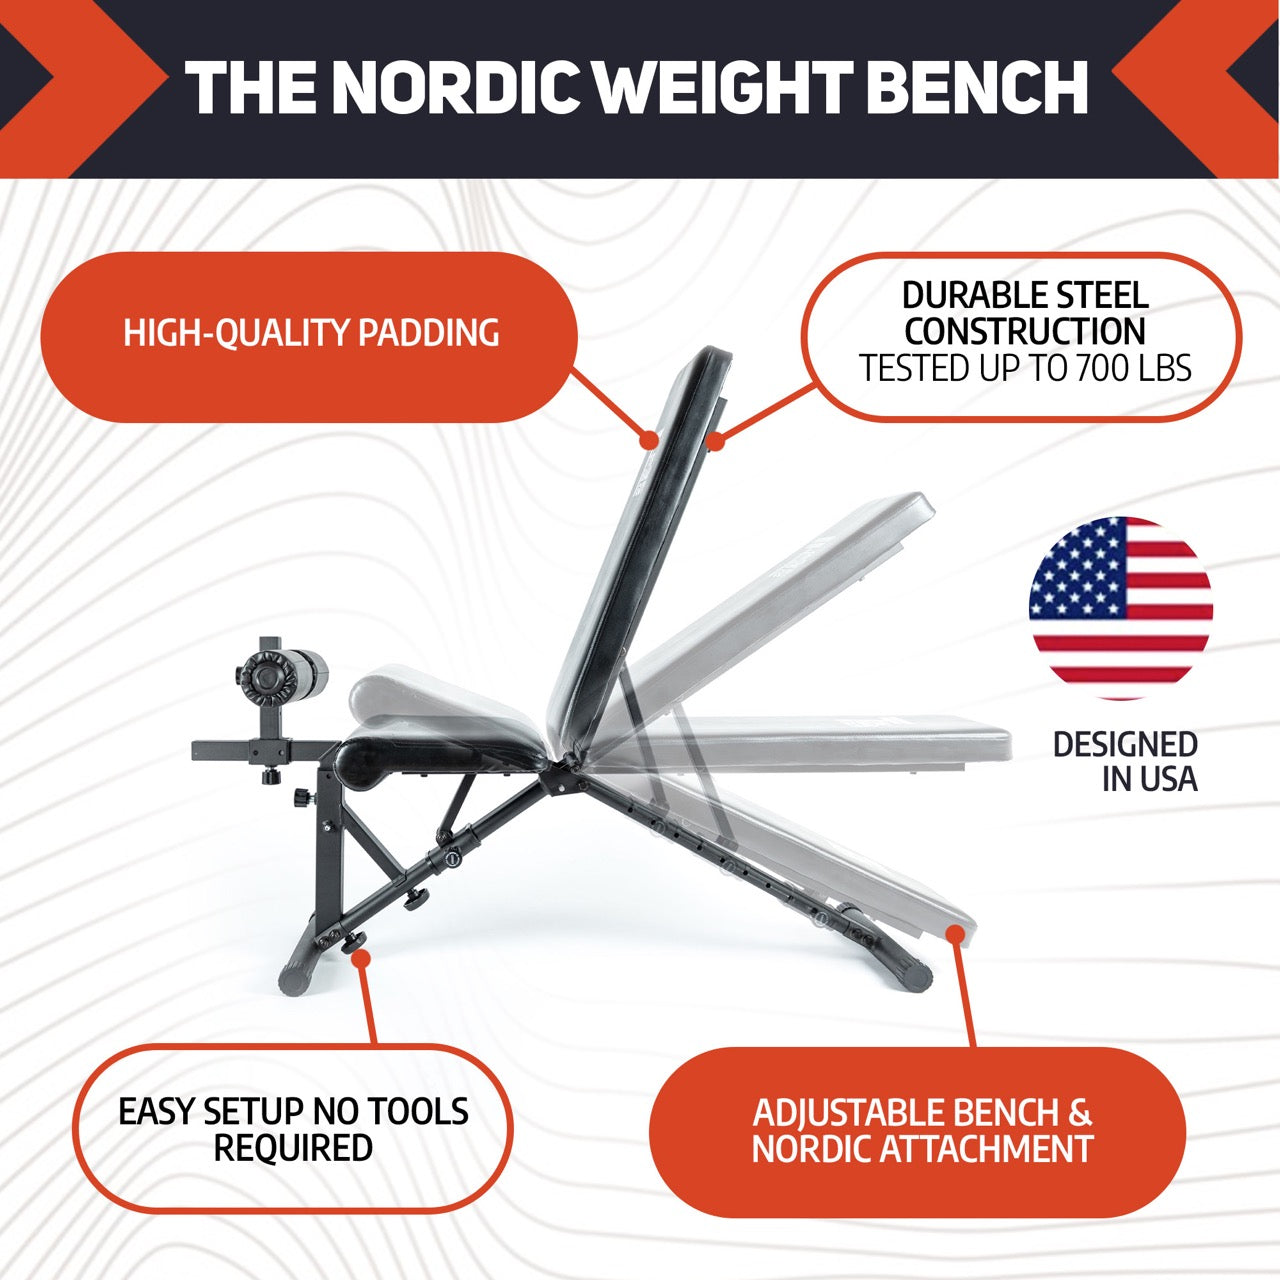 THE NORDIC WEIGHT BENCH
HIGH-QUALITY PADDING
DURABLE STEEL
CONSTRUCTION
TESTED UP TO 700 LBS
DESIGNED
IN USA
EASY SETUP NO TOOLS
REQUIRED
ADJUSTABLE BENCH &
NORDIC ATTACHMENT